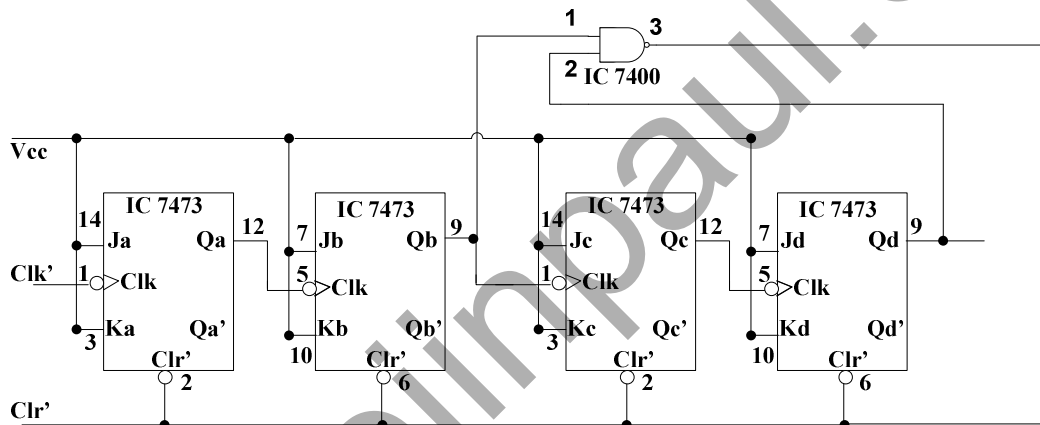 1
3
2 IC 7400
Vcc
IC 7473 IC 7473 IC 7473 IC 7473
14 Ja Qa 12 7 Jb Qb 9 14 Jc Qc 12 7 Jd Qd 9
Clk' 1 Clk 5 Clk 1 Clk 5 Clk
3 Ka Qa' 10 Kb Qb' 3 Kc Qc' 10 Kd Qd'
Clr' 2 Clr' 6 Clr' 2 Clr' 6
Clr'